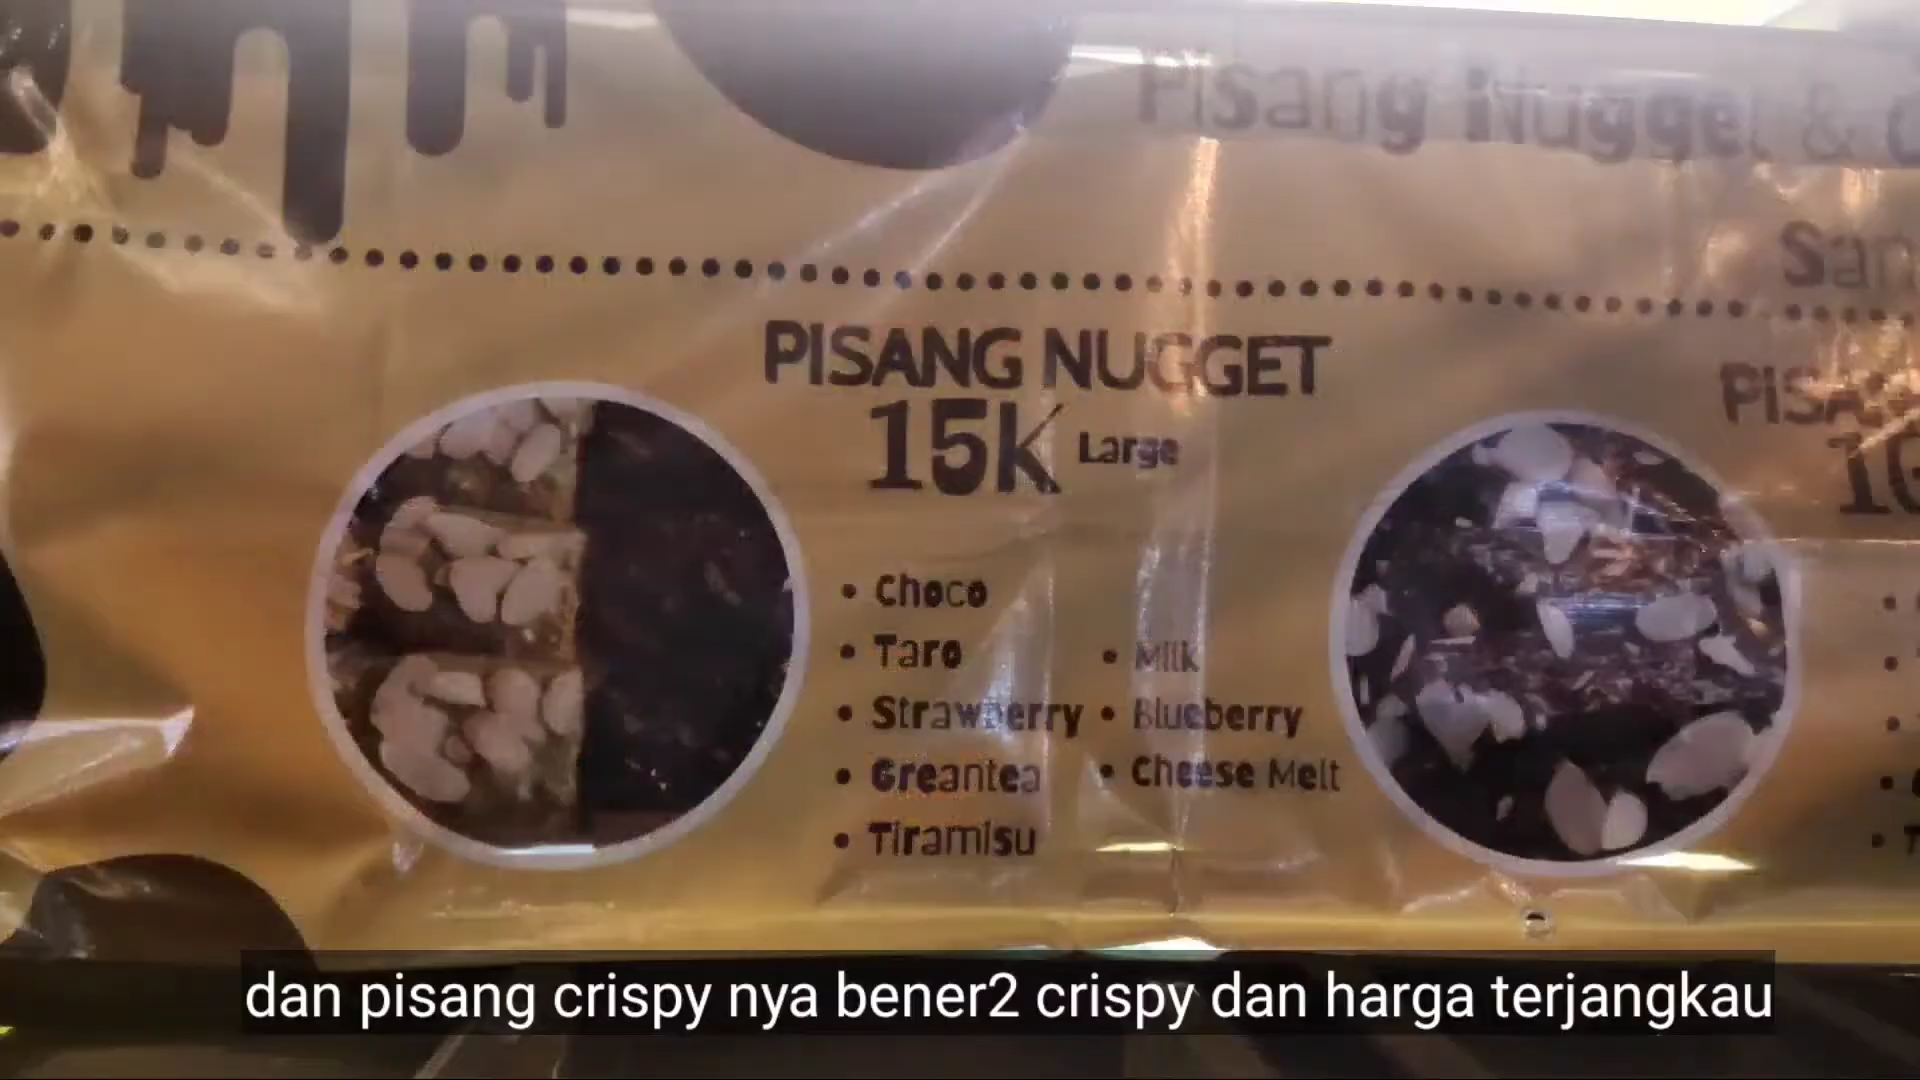 Pisang Nugget &
San
PISANG NUGGET
15K Large
• Choco
• Taro
• Strawberry
• Greantea
• Tiramisu
• Milk
• Blueberry
• Cheese Melt
dan pisang crispy nya bener2 crispy dan harga terjangkau